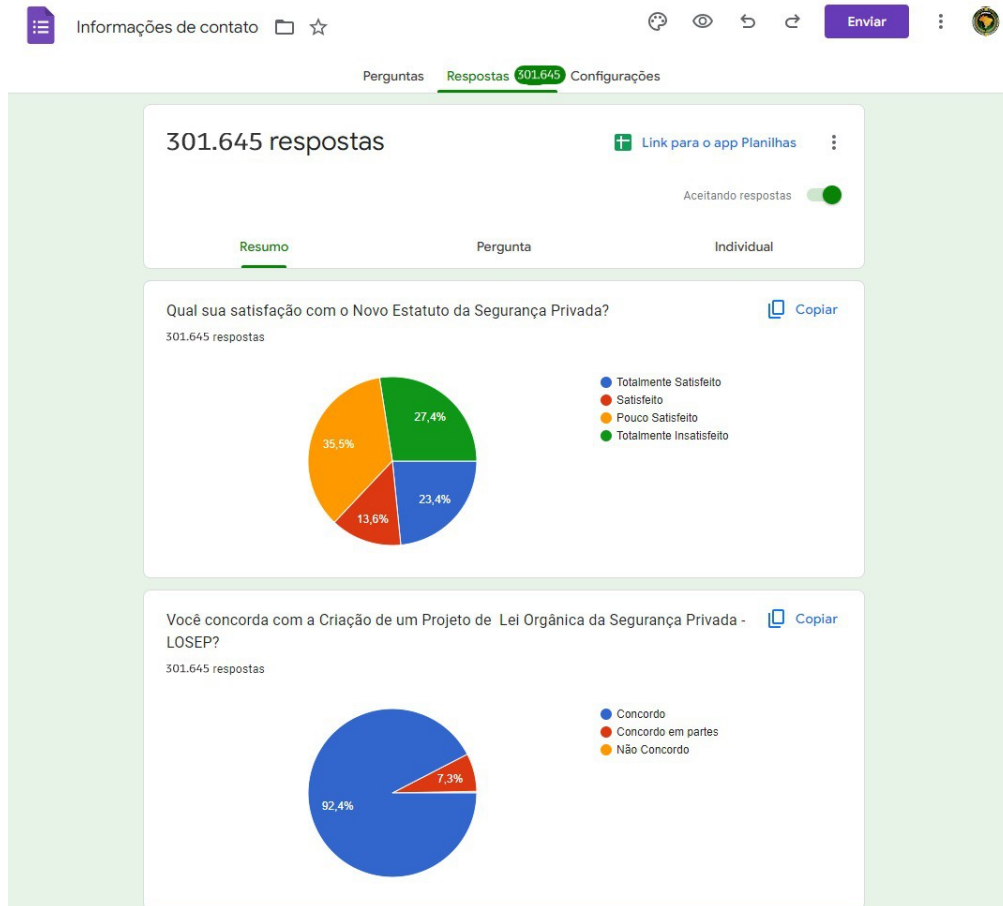 Informações de contato
Enviar
Perguntas
Respostas 301.645
Configurações
301.645 respostas
Link para o app Planilhas
Aceitando respostas
Resumo
Pergunta
Individual
Qual sua satisfação com o Novo Estatuto da Segurança Privada?
Copiar
301.645 respostas
27,4%
35,5%
23,4%
13,6%
Totalmente Satisfeito
Satisfeito
Pouco Satisfeito
Totalmente Insatisfeito
Você concorda com a Criação de um Projeto de  Lei Orgânica da Segurança Privada -
LOSEP?
Copiar
301.645 respostas
7,3%
92,4%
Concordo
Concordo em partes
Não Concordo